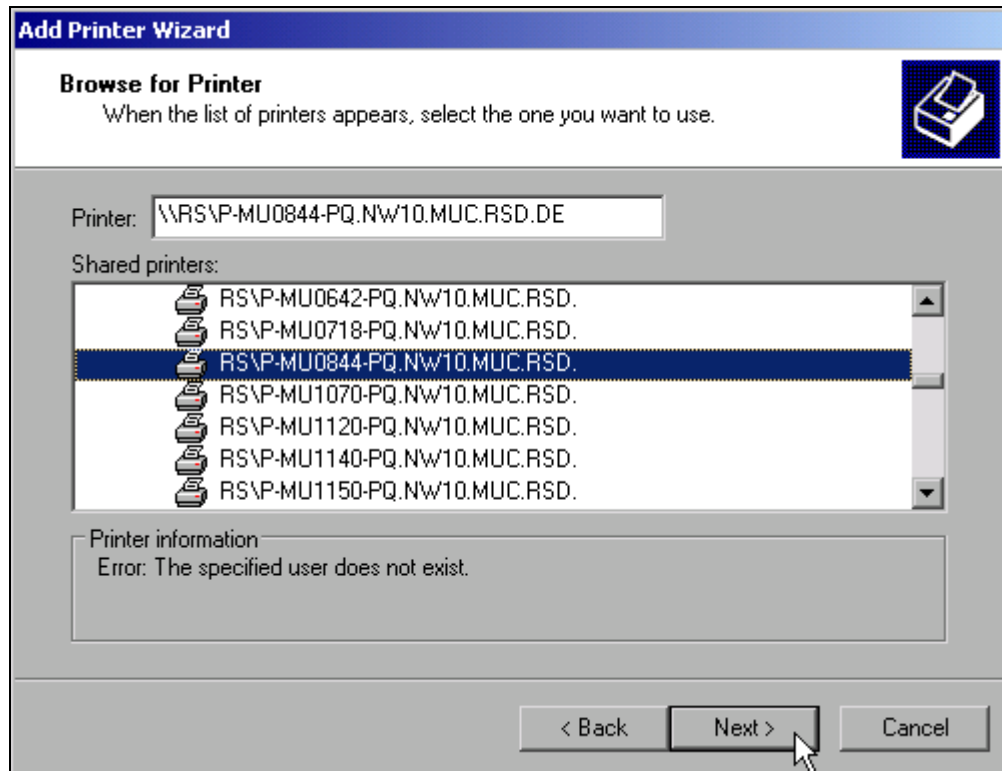 Add Printer Wizard
Browse for Printer
When the list of printers appears, select the one you want to use.
Printer: \\RS\P-MU0844-PQ.NW10.MUC.RSD.DE
Shared printers:
RS\P-MU0642-PQ.NW10.MUC.RSD.
RS\P-MU0718-PQ.NW10.MUC.RSD.
RS\P-MU0844-PQ.NW10.MUC.RSD.
RS\P-MU1070-PQ.NW10.MUC.RSD.
RS\P-MU1120-PQ.NW10.MUC.RSD.
RS\P-MU1140-PQ.NW10.MUC.RSD.
RS\P-MU1150-PQ.NW10.MUC.RSD.
Printer information
Error: The specified user does not exist.
< Back Next > Cancel